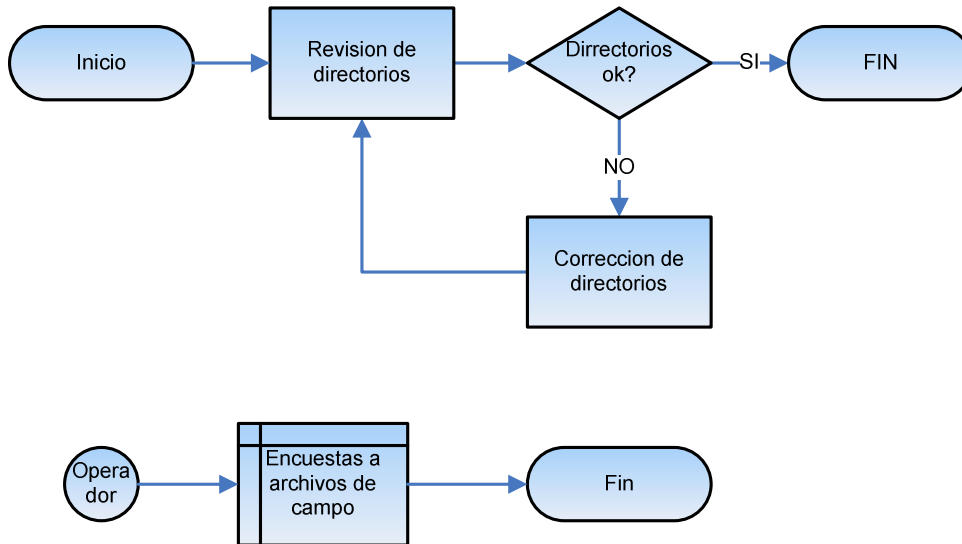 Inicio
Revision de
directorios
Dirrectorios
ok?
SI
FIN
NO
Correccion de
directorios
Opera
dor
Encuestas a
archivos de
campo
Fin